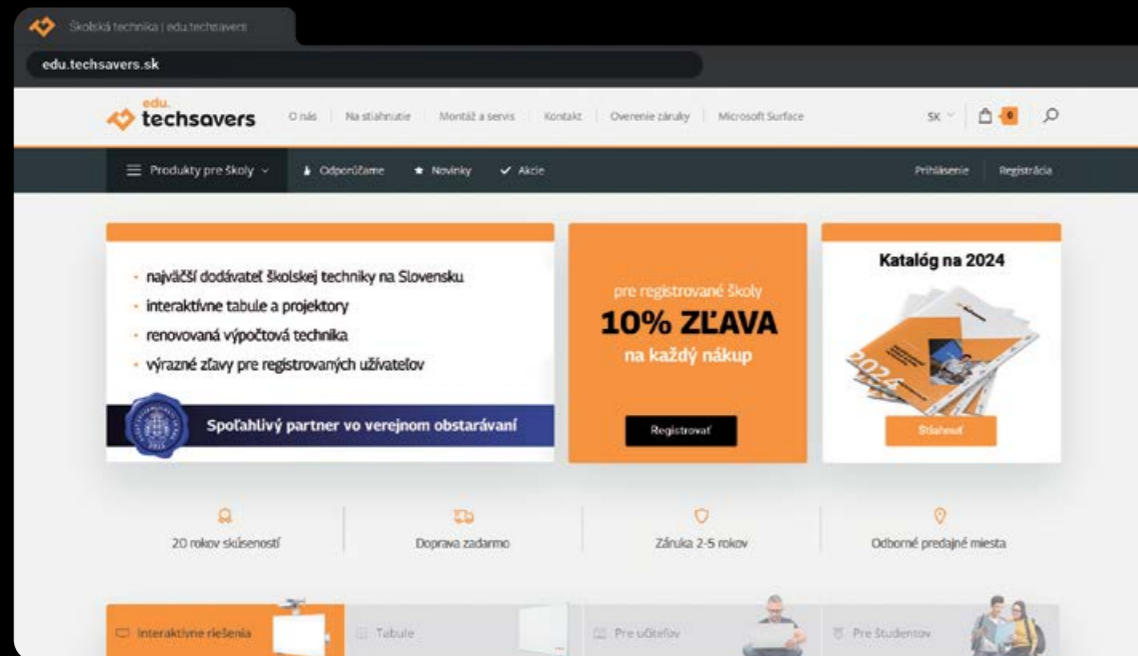 Školská technika | edu.techsavers
edu.techsavers.sk
edu.
techsavers
O nás
Na stiahnutie
Montáž a servis
Kontakt
Overenie záruky
Microsoft Surface
SK
0
Produkty pre školy
Odporúčame
Novinky
Akcie
Prihlásenie
Registrácia
najväčší dodávateľ školskej techniky na Slovensku
interaktívne tabule a projektory
renovovaná výpočtová technika
výrazné zľavy pre registrovaných užívateľov
Spoľahlivý partner vo verejnom obstarávaní
pre registrované školy
10% ZĽAVA
na každý nákup
Registrovať
Katalóg na 2024
2024
Stiahnuť
20 rokov skúseností
Doprava zadarmo
Záruka 2-5 rokov
Odborné predajné miesta
Interaktívne riešenia
Tabule
Pre učiteľov
Pre študentov